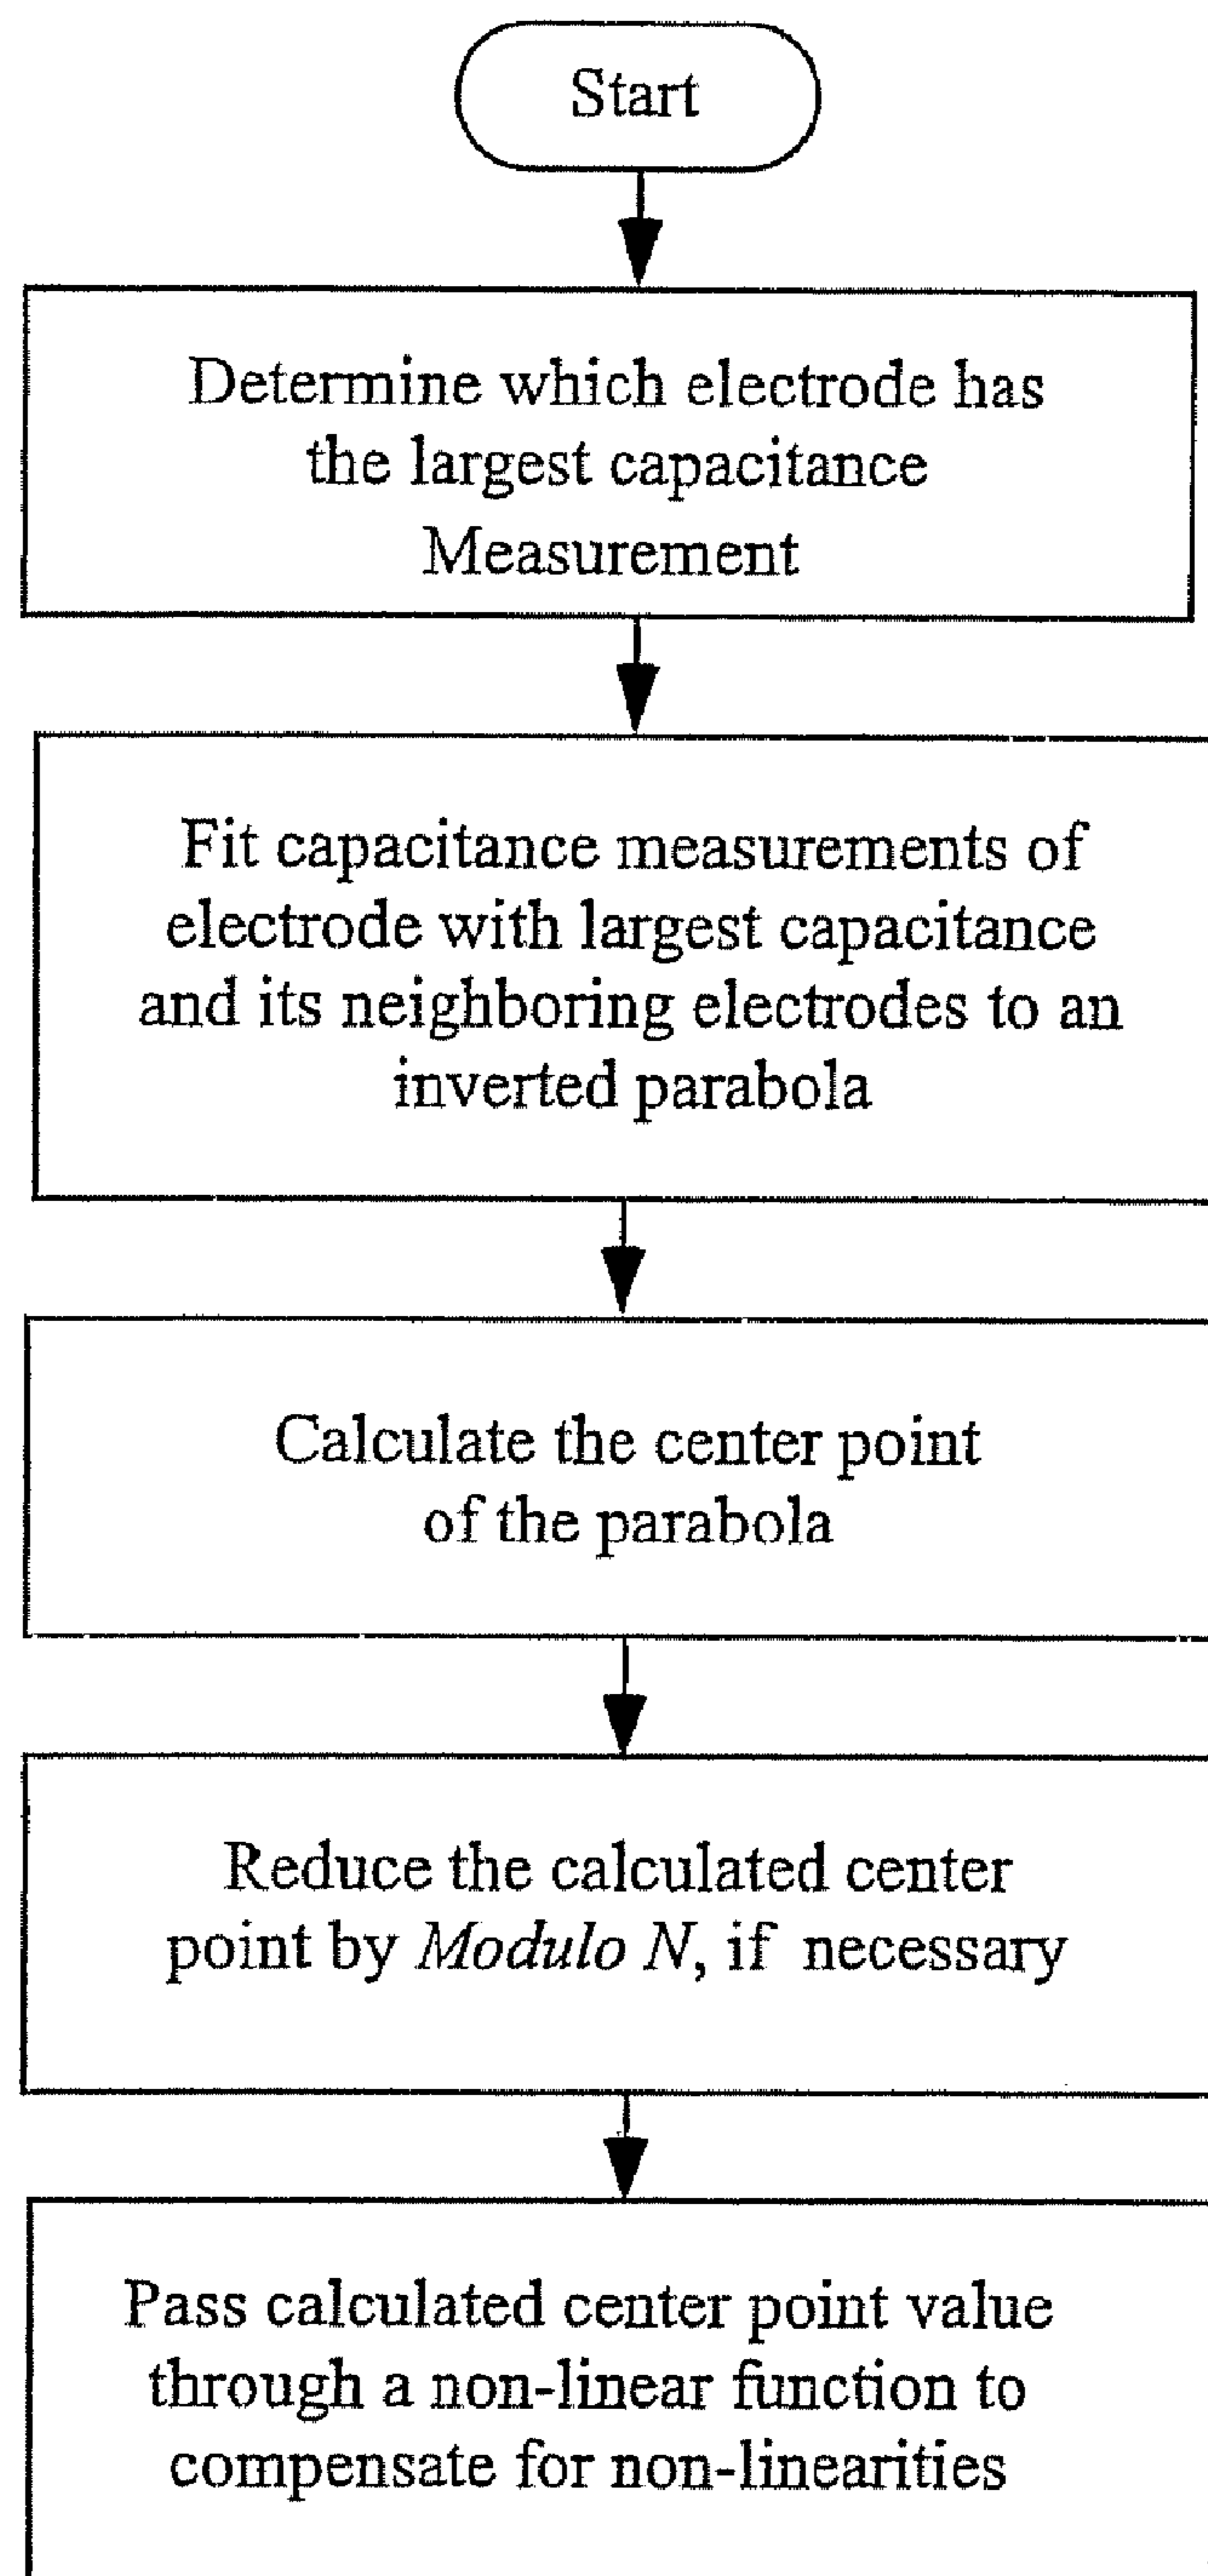 Start
Determine which electrode has
the largest capacitance
Measurement
Fit capacitance measurements of
electrode with largest capacitance
and its neighboring electrodes to an
inverted parabola
Calculate the center point
of the parabola
Reduce the calculated center
point by Modulo N, if necessary
Pass calculated center point value
through a non-linear function to
compensate for non-linearities